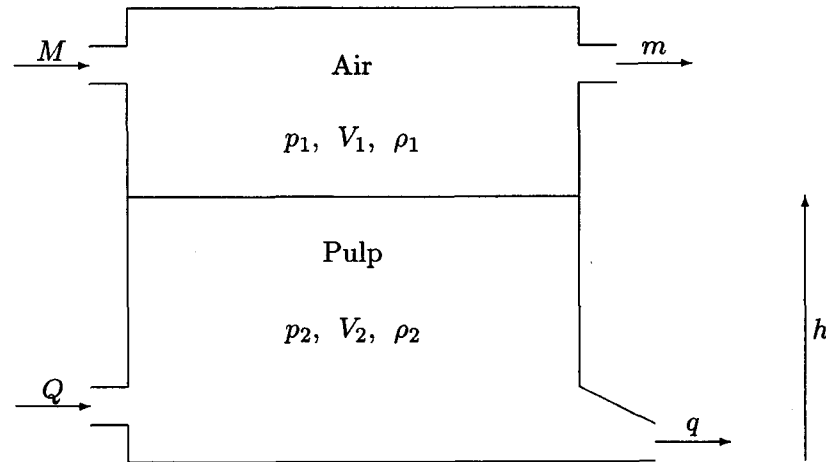 M
m
Air
p₁, V₁, ρ₁
Pulp
p₂, V₂, ρ₂
h
Q
q